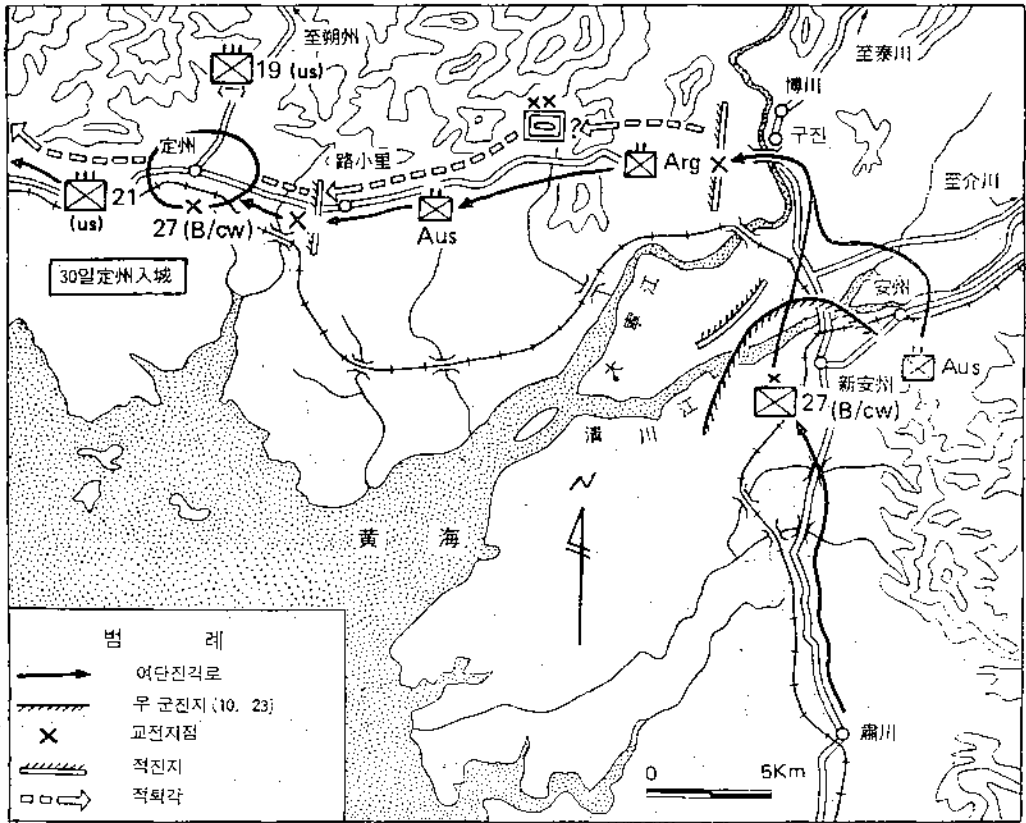 至朔州
19 (us)
(一)
至泰川
博川
구진
定州
路小里
××
?
Arg
至介川
21
(us)
27 (B/cw)
Aus
安州
30일定州入城
大
寧
江
Aus
新安州
27 (B/cw)
淸川江
N
黄海
범례
여단진격로
우군진지 (10. 23)
교전지점
적진지
적퇴각
0 5Km
肅川